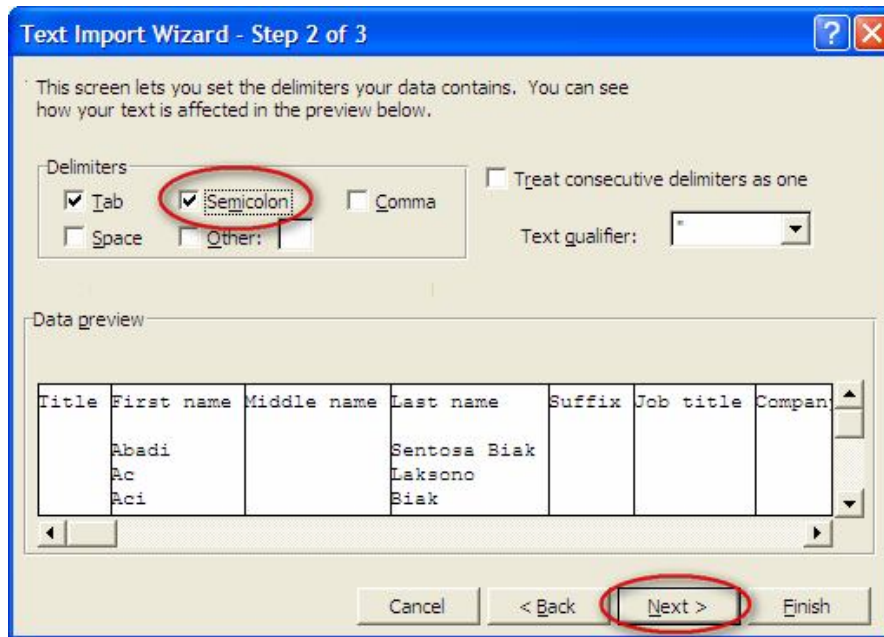 Text Import Wizard - Step 2 of 3
This screen lets you set the delimiters your data contains. You can see
how your text is affected in the preview below.
Delimiters
Tab Semicolon Comma
Space Other:
Treat consecutive delimiters as one
Text qualifier: "
Data preview
Title First name Middle name Last name Suffix Job title Company
Abadi Sentosa Biak
Ac Laksono
Aci Biak
Cancel < Back Next > Finish